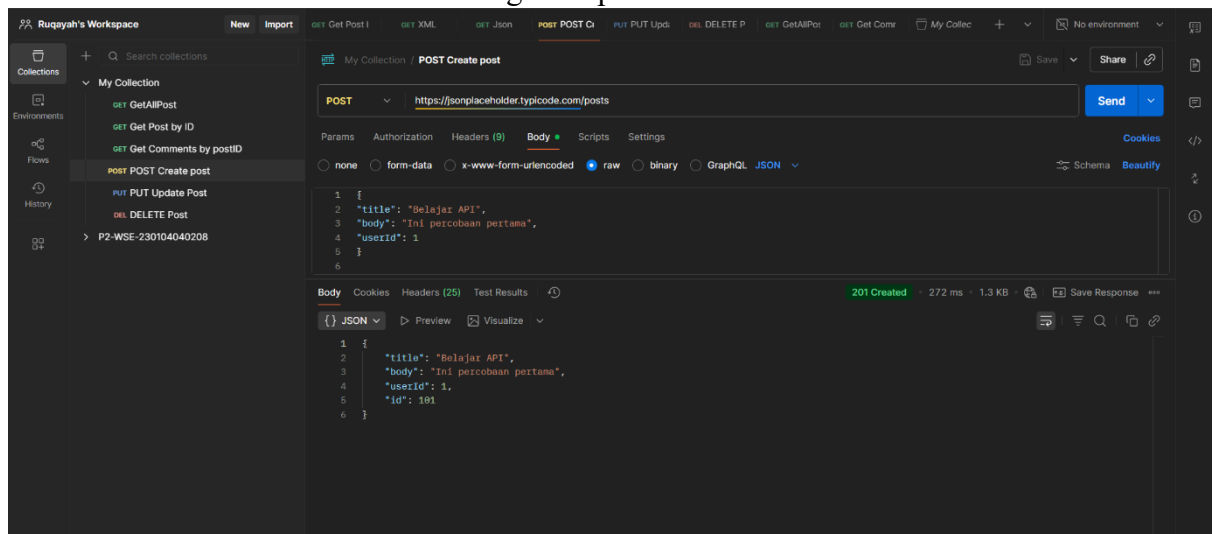 Ruqayah's Workspace New Import GET Get Post I GET XML GET Json POST POST Cr PUT PUT Upda DEL DELETE P GET GetAllPos GET Get Comr My Collec No environment
Collections
Environments
Flows
History
Search collections
My Collection
GET GetAllPost
GET Get Post by ID
GET Get Comments by postID
POST POST Create post
PUT PUT Update Post
DEL DELETE Post
P2-WSE-230104040208
HTTP My Collection / POST Create post Save Share
POST https://jsonplaceholder.typicode.com/posts Send
Params Authorization Headers (9) Body Scripts Settings Cookies
none form-data x-www-form-urlencoded raw binary GraphQL JSON Schema Beautify
1 {
2 "title": "Belajar API",
3 "body": "Ini percobaan pertama",
4 "userId": 1
5 }
6
Body Cookies Headers (25) Test Results 201 Created 272 ms 1.3 KB Save Response
{} JSON Preview Visualize
1 {
2 "title": "Belajar API",
3 "body": "Ini percobaan pertama",
4 "userId": 1,
5 "id": 101
6 }